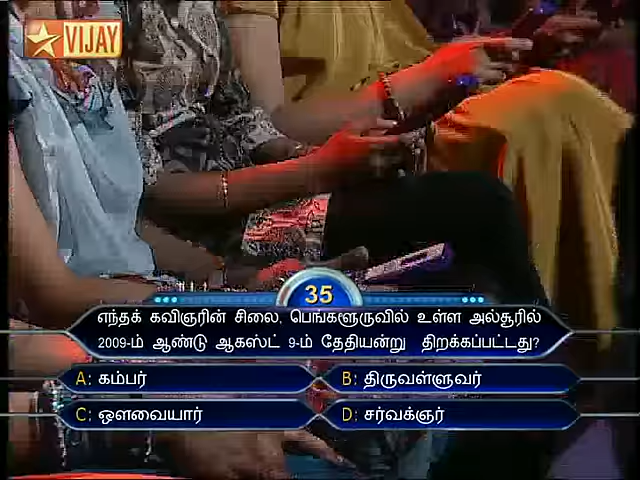 VIJAY
35
எந்தக் கவிஞரின் சிலை, பெங்களூருவில் உள்ள அல்சூரில்
2009-ம் ஆண்டு ஆகஸ்ட் 9-ம் தேதியன்று திறக்கப்பட்டது?
A: கம்பர்
B: திருவள்ளுவர்
C: ஔவையார்
D: சர்வக்ஞர்